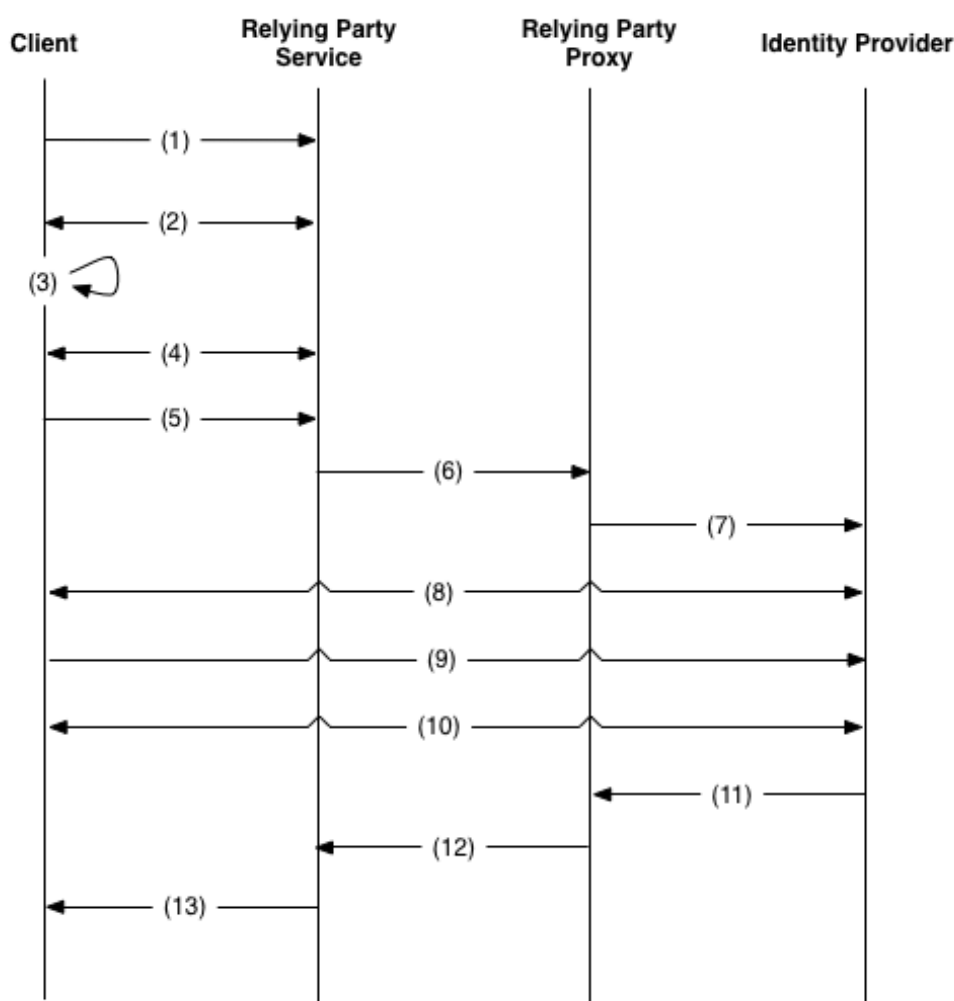 Client
Relying Party
Service
Relying Party
Proxy
Identity Provider
(1)
(2)
(3)
(4)
(5)
(6)
(7)
(8)
(9)
(10)
(11)
(12)
(13)